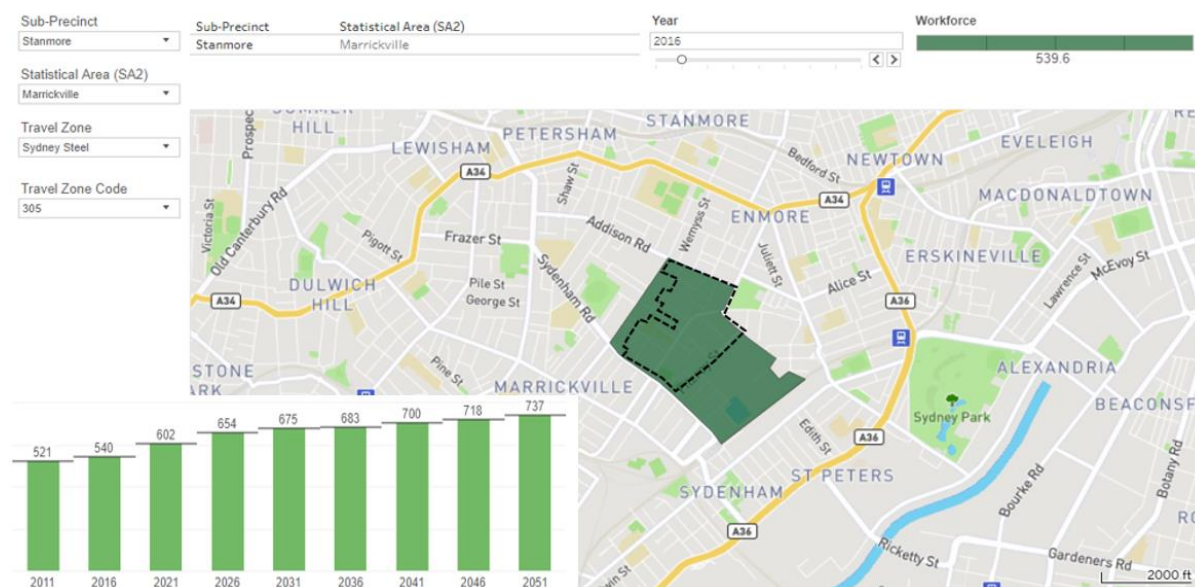 Sub-Precinct
Stanmore
Statistical Area (SA2)
Marrickville
Travel Zone
Sydney Steel
Travel Zone Code
305
Sub-Precinct Statistical Area (SA2)
Stanmore Marrickville
Year
2016
Workforce
539.6
HILL
PETERSHAM
STANMORE
LEWISHAM
A34
Prospec
Victoria St
Old Canterbury Rd
Pigott St
Frazer St
Shaw St
Addison Rd
Wemyss St
Bedford St
NEWTOWN
EVELEIGH
MACDONALDTOWN
ENMORE
A34
Juliett St
Alice St
ERSKINEVILLE
Lawrence St
McEvoy St
A34
DULWICH
HILL
Pile St
George St
Sydenham Rd
A36
STONE
ARK
Pine St
MARRICKVILLE
ALEXANDRIA
BEACONSF
Sydney Park
Edith St
A36
ST PETERS
SYDENHAM
A36
Bourke Rd
Botany Rd
Ricketty St
Gardeners Rd
2000 ft
521 540 602 654 675 683 700 718 737
2011 2016 2021 2026 2031 2036 2041 2046 2051